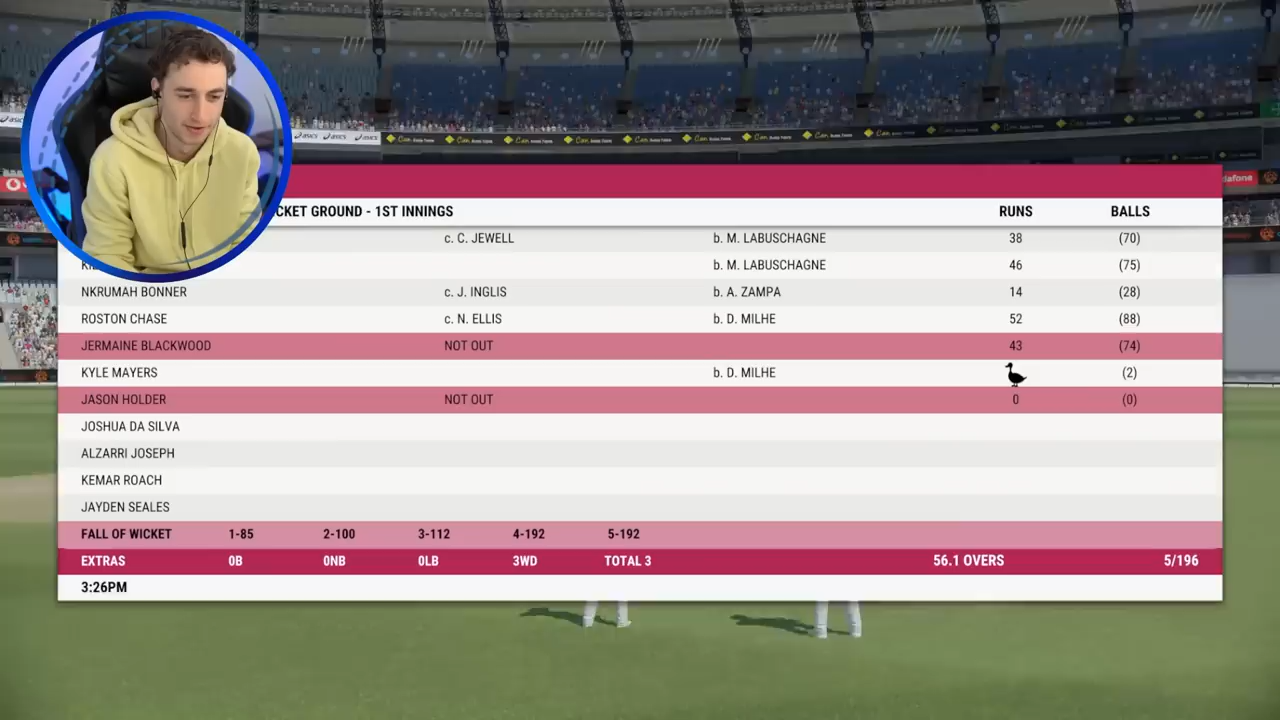 CKET GROUND - 1ST INNINGS RUNS BALLS
c. C. JEWELL b. M. LABUSCHAGNE 38 (70)
b. M. LABUSCHAGNE 46 (75)
NKRUMAH BONNER c. J. INGLIS b. A. ZAMPA 14 (28)
ROSTON CHASE c. N. ELLIS b. D. MILHE 52 (88)
JERMAINE BLACKWOOD NOT OUT 43 (74)
KYLE MAYERS b. D. MILHE (2)
JASON HOLDER NOT OUT 0 (0)
JOSHUA DA SILVA
ALZARRI JOSEPH
KEMAR ROACH
JAYDEN SEALES
FALL OF WICKET 1-85 2-100 3-112 4-192 5-192
EXTRAS 0B 0NB 0LB 3WD TOTAL 3 56.1 OVERS 5/196
3:26PM